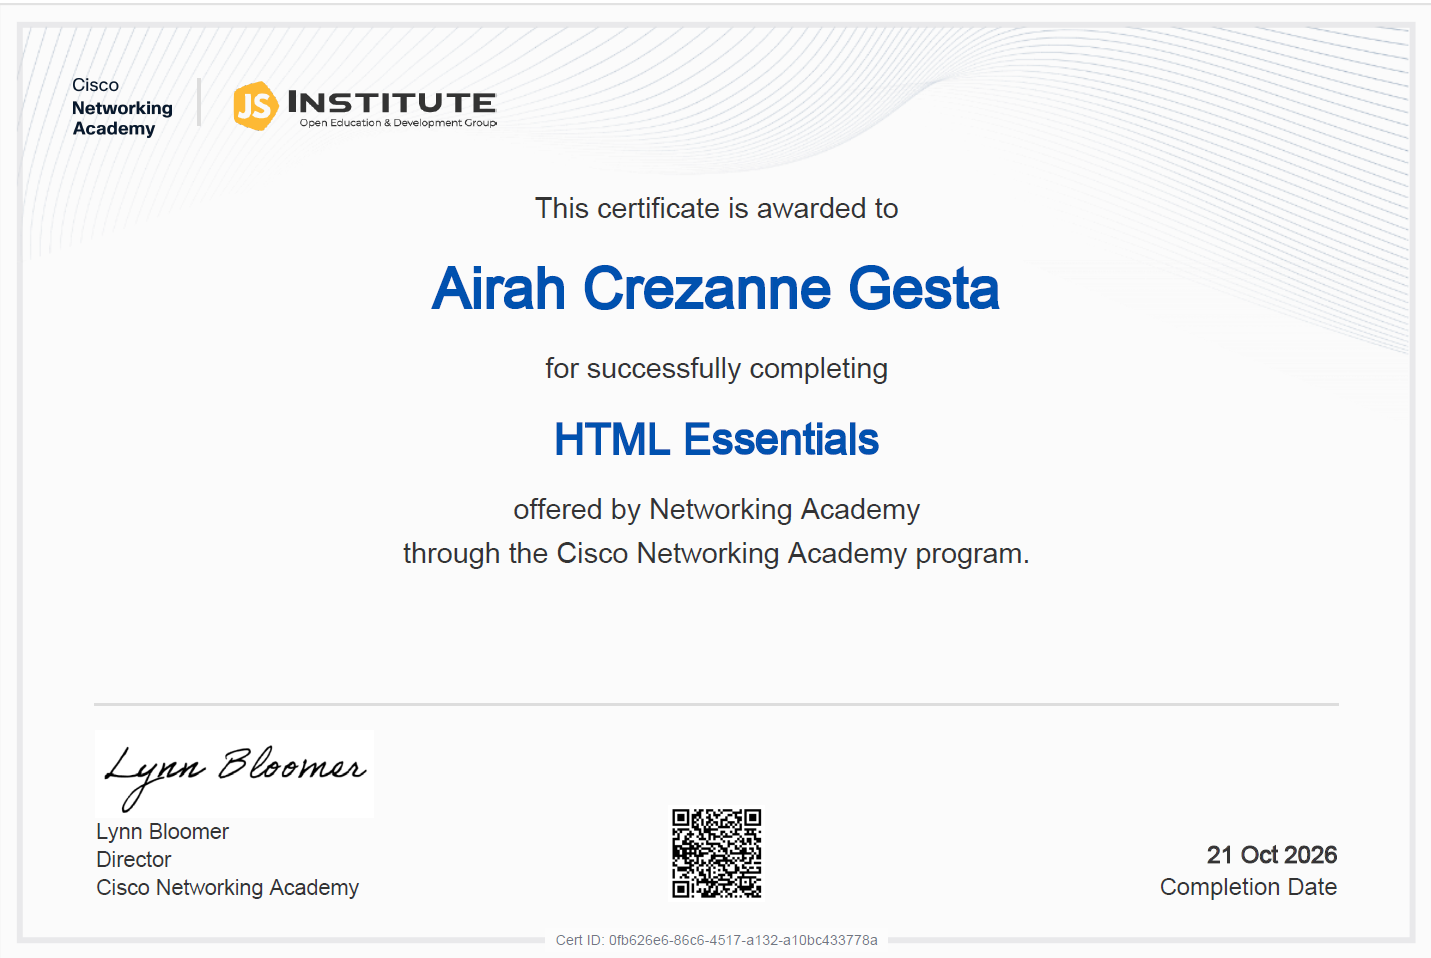 Cisco
Networking
Academy
JS INSTITUTE
Open Education & Development Group
This certificate is awarded to
Airah Crezanne Gesta
for successfully completing
HTML Essentials
offered by Networking Academy
through the Cisco Networking Academy program.
Lynn Bloomer
Lynn Bloomer
Director
Cisco Networking Academy
21 Oct 2026
Completion Date
Cert ID: 0fb626e6-86c6-4517-a132-a10bc433778a